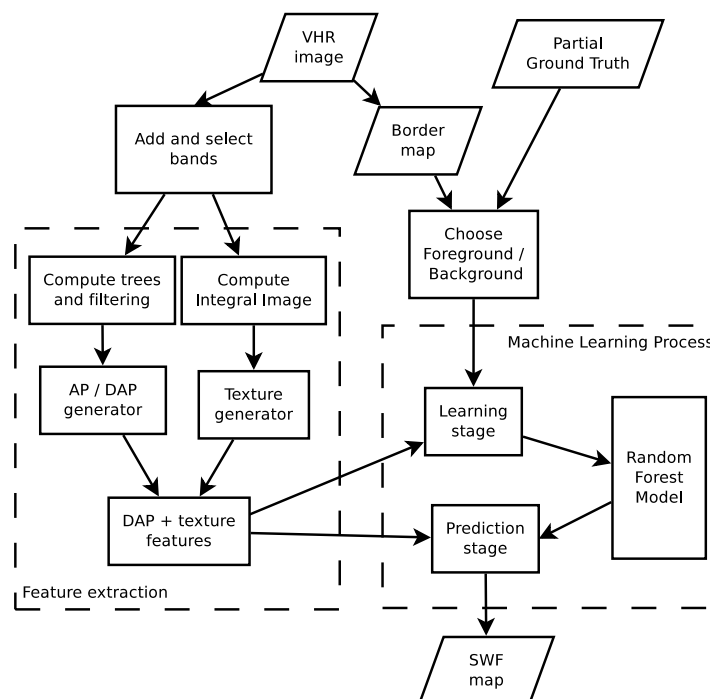 VHR
image
Partial
Ground Truth
Add and select
bands
Border
map
Choose
Foreground /
Background
Compute trees
and filtering
Compute
Integral Image
Machine Learning Process
AP / DAP
generator
Texture
generator
Learning
stage
Random
Forest
Model
DAP + texture
features
Prediction
stage
Feature extraction
SWF
map